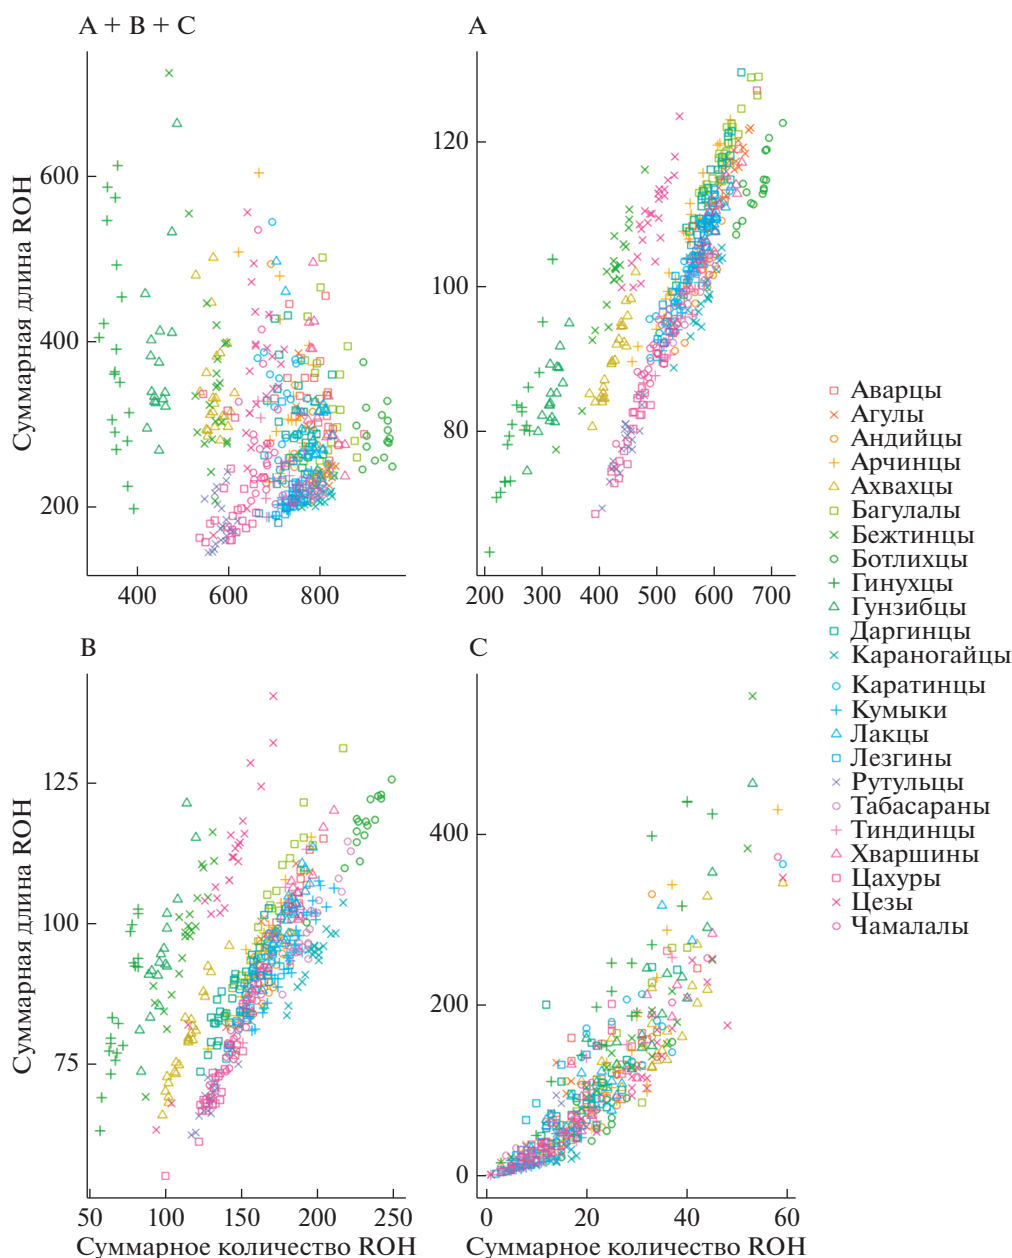 A + B + C
A
Суммарная длина ROH
600
400
200
400
600
800
120
100
80
200
300
400
500
600
700
B
C
Суммарная длина ROH
125
100
75
50
100
150
200
250
Суммарное количество ROH
400
200
0
0
20
40
60
Суммарное количество ROH
Аварцы
Агулы
Андийцы
Арчинцы
Ахвахцы
Багулалы
Бежтинцы
Ботлихцы
Гинухцы
Гунзибцы
Даргинцы
Караногайцы
Каратинцы
Кумыки
Лакцы
Лезгины
Рутульцы
Табасараны
Тиндинцы
Хваршины
Цахуры
Цезы
Чамалалы